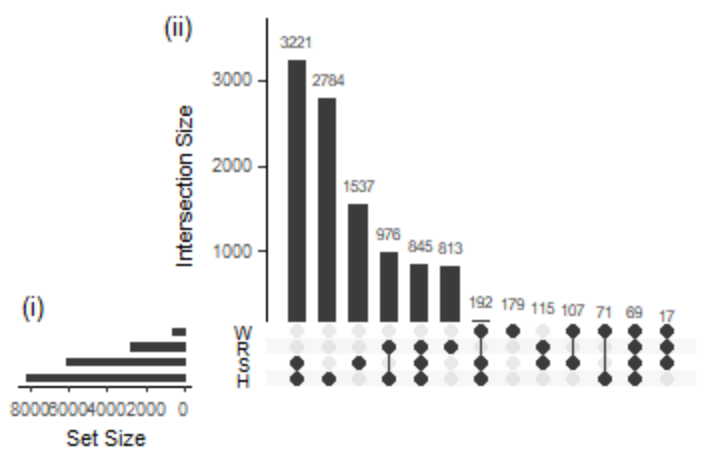 (ii)
3221
2784
1537
976
845
813
192
179
115
107
71
69
17
3000
2000
1000
Intersection Size
(i)
W
R
S
H
8000
6000
4000
2000
0
Set Size